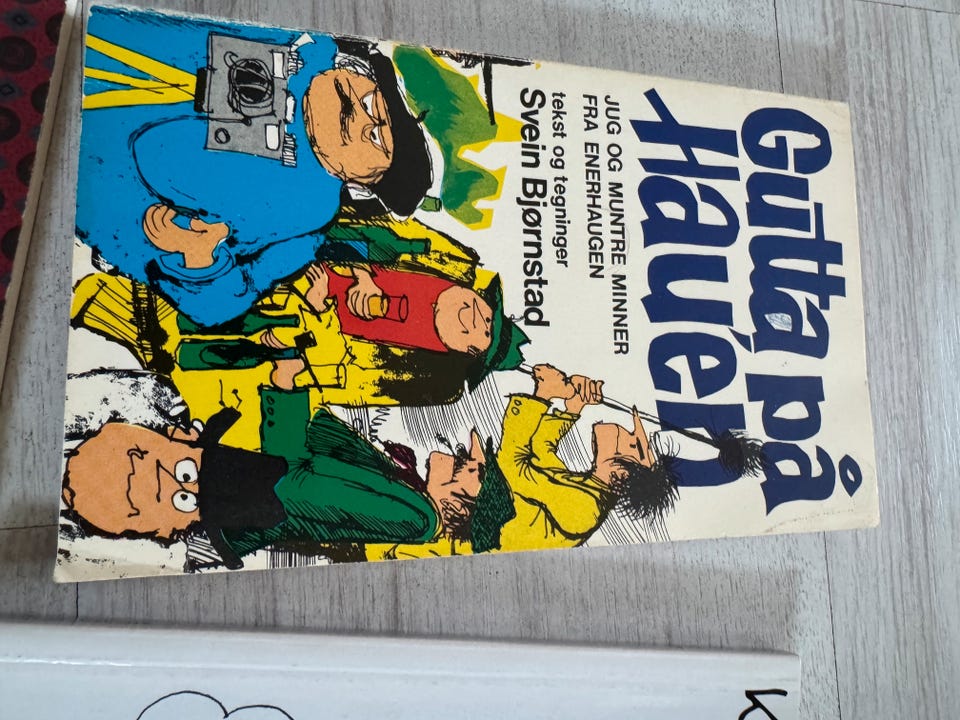 Gutta på
Hauen
JUG OG MUNTRE MINNER
FRA ENERHAUGEN
tekst og tegninger
Svein Bjørnstad
K